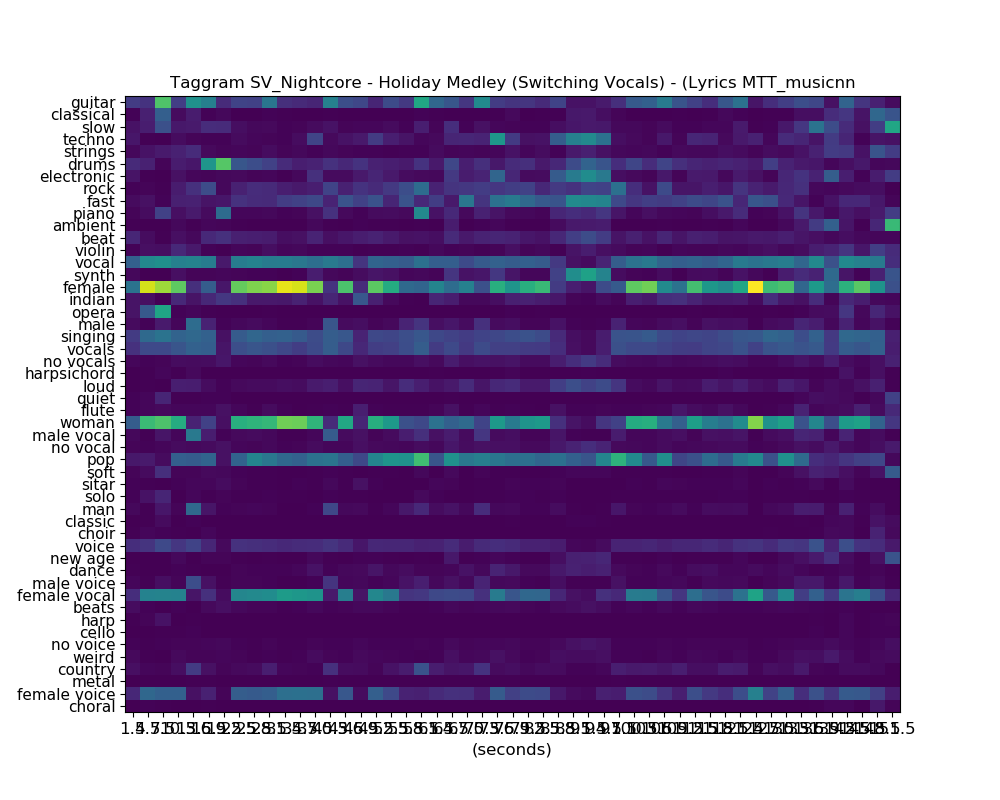 Taggram SV_Nightcore - Holiday Medley (Switching Vocals) - (Lyrics MTT_musicnn
guitar
classical
slow
techno
strings
drums
electronic
rock
fast
piano
ambient
beat
violin
vocal
synth
female
indian
opera
male
singing
vocals
no vocals
harpsichord
loud
quiet
flute
woman
male vocal
no vocal
pop
soft
sitar
solo
man
classic
choir
voice
new age
dance
male voice
female vocal
beats
harp
cello
no voice
weird
country
metal
female voice
choral
(seconds)